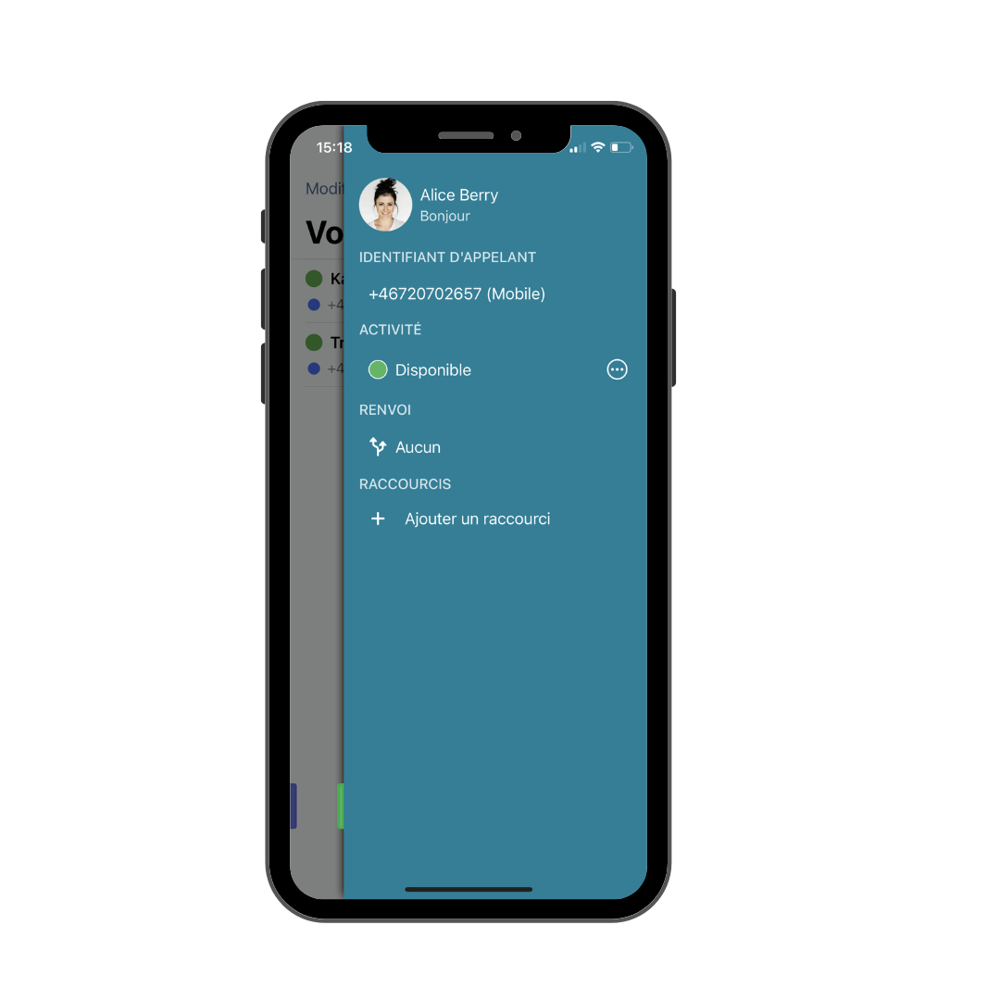 15:18
Alice Berry
Bonjour
IDENTIFIANT D'APPELANT
+46720702657 (Mobile)
ACTIVITÉ
Disponible
RENVOI
Aucun
RACCOURCIS
Ajouter un raccourci